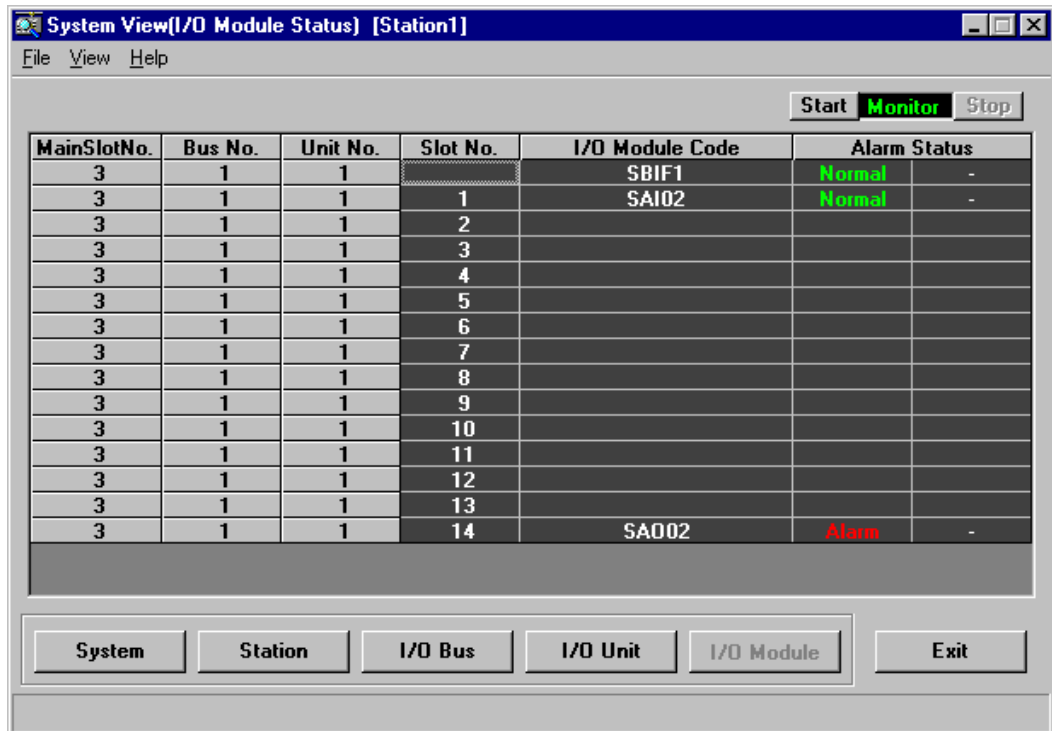 System View(I/O Module Status) [Station1]
File View Help
Start Monitor Stop
MainSlotNo. Bus No. Unit No. Slot No. I/O Module Code Alarm Status
3 1 1 SBIF1 Normal -
3 1 1 1 SAI02 Normal -
3 1 1 2
3 1 1 3
3 1 1 4
3 1 1 5
3 1 1 6
3 1 1 7
3 1 1 8
3 1 1 9
3 1 1 10
3 1 1 11
3 1 1 12
3 1 1 13
3 1 1 14 SAO02 Alarm -
System Station I/O Bus I/O Unit I/O Module Exit